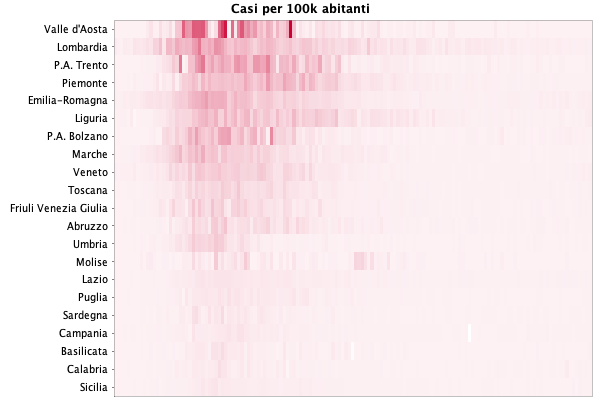 Casi per 100k abitanti
Valle d'Aosta
Lombardia
P.A. Trento
Piemonte
Emilia-Romagna
Liguria
P.A. Bolzano
Marche
Veneto
Toscana
Friuli Venezia Giulia
Abruzzo
Umbria
Molise
Lazio
Puglia
Sardegna
Campania
Basilicata
Calabria
Sicilia